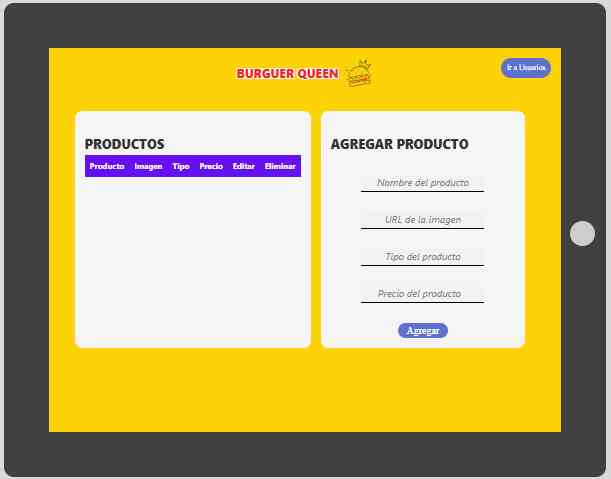 BURGUER QUEEN
Ir a Usuarios
PRODUCTOS
Producto Imagen Tipo Precio Editar Eliminar
AGREGAR PRODUCTO
Nombre del producto
URL de la imagen
Tipo del producto
Precio del producto
Agregar